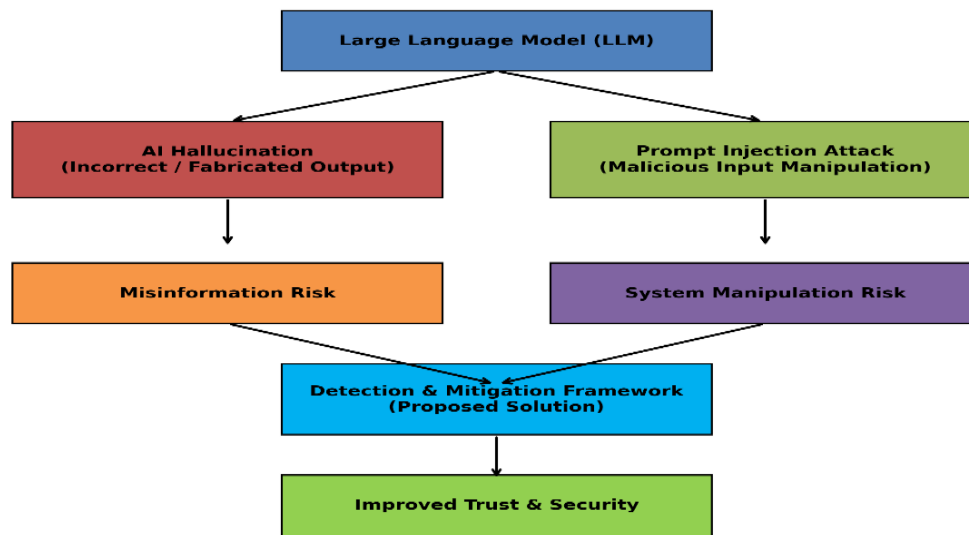 Large Language Model (LLM)
AI Hallucination
(Incorrect / Fabricated Output)
Prompt Injection Attack
(Malicious Input Manipulation)
Misinformation Risk
System Manipulation Risk
Detection & Mitigation Framework
(Proposed Solution)
Improved Trust & Security